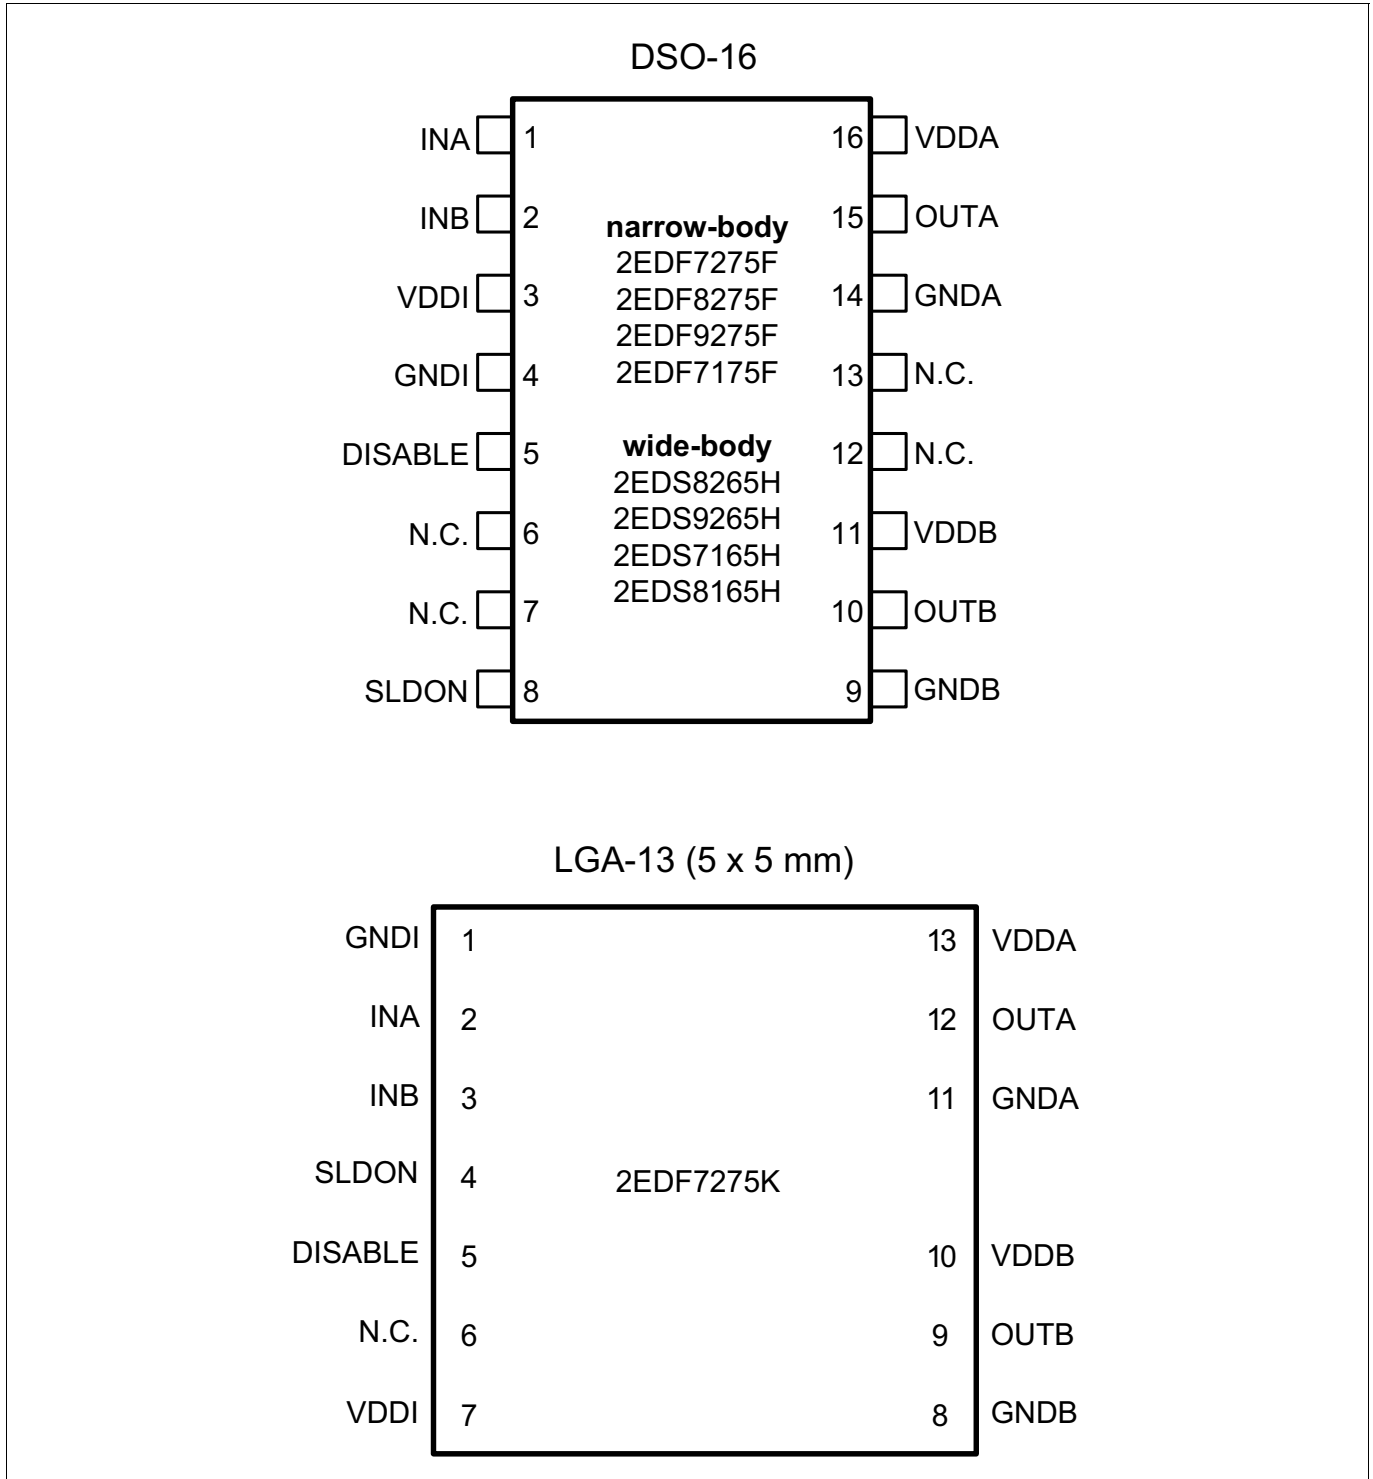 DSO-16
INA 1 16 VDDA
INB 2 15 OUTA
narrow-body
2EDF7275F
VDDI 3 14 GNDA
2EDF8275F
2EDF9275F
GNDI 4 2EDF7175F 13 N.C.
DISABLE 5 wide-body 12 N.C.
2EDS8265H
2EDS9265H
N.C. 6 11 VDDB
2EDS7165H
2EDS8165H
N.C. 7 10 OUTB
SLDON 8 9 GNDB
LGA-13 (5 x 5 mm)
GNDI 1 13 VDDA
INA 2 12 OUTA
INB 3 11 GNDA
SLDON 4 2EDF7275K
DISABLE 5 10 VDDB
N.C. 6 9 OUTB
VDDI 7 8 GNDB